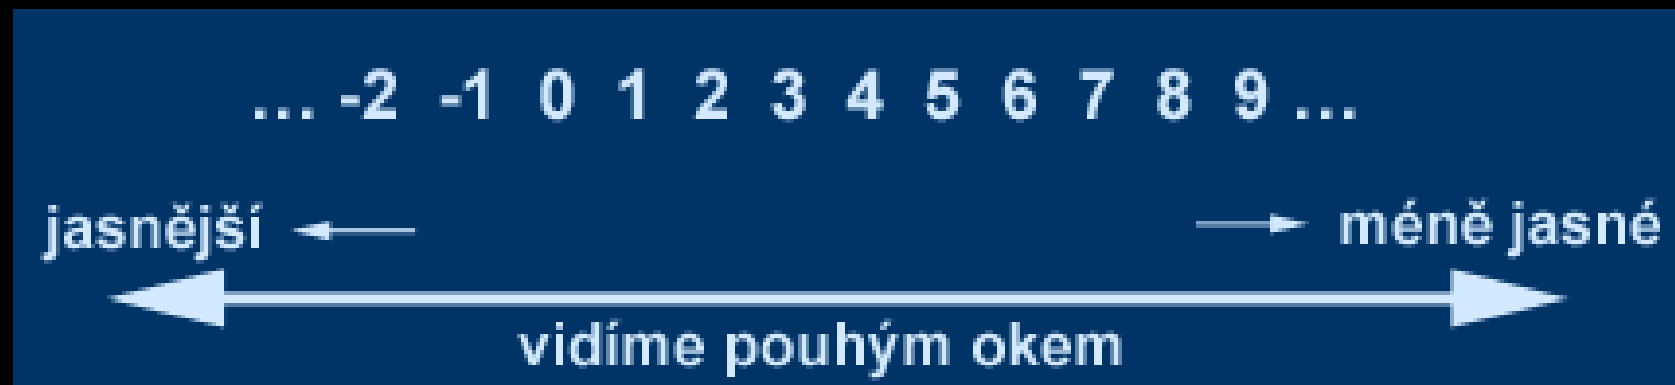 ... -2 -1 0 1 2 3 4 5 6 7 8 9 ...
jasnější méně jasné
vidíme pouhým okem